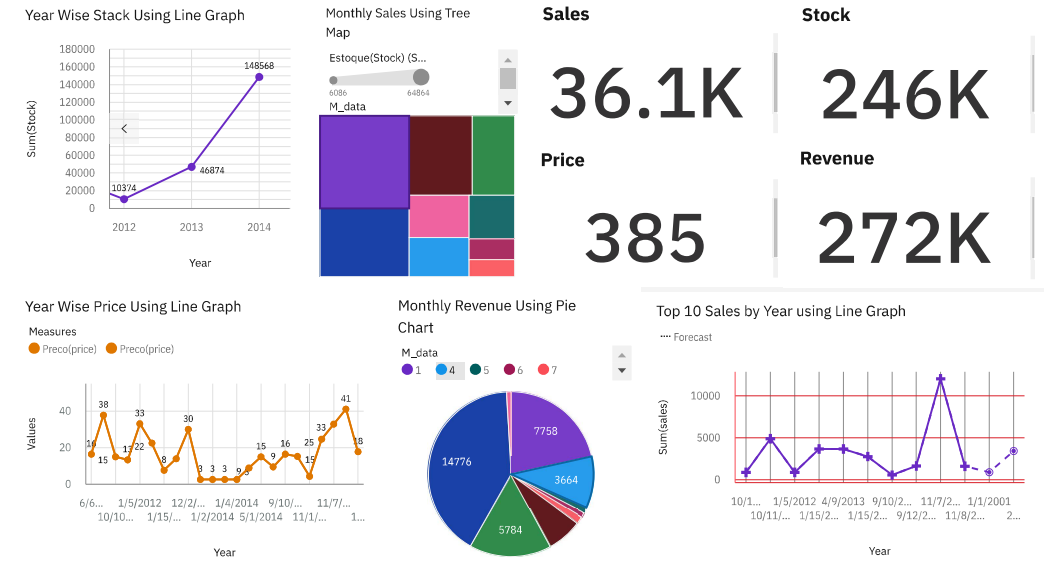 Year Wise Stack Using Line Graph
180000
160000
140000
120000
100000
80000
60000
40000
20000
0
Sum(Stock)
10374
46874
148568
2012 2013 2014
Year
Monthly Sales Using Tree
Map
Estoque(Stock) (S...
6086 64864
M_data
Sales
36.1K
Stock
246K
Price
385
Revenue
272K
Year Wise Price Using Line Graph
Measures
Preco(price) Preco(price)
Values
40
20
0
16 38 15 13 33 22 8 30 3 3 3 9 15 9 16 25 15 33 41 18
6/6... 1/5/2012 12/2/... 1/4/2014 9/10/... 11/7/...
10/10... 1/15/... 1/2/2014 5/1/2014 11/1/... 1...
Year
Monthly Revenue Using Pie
Chart
M_data
1 4 5 6 7
7758
3664
5784
14776
Top 10 Sales by Year using Line Graph
Forecast
Sum(sales)
10000
5000
0
10/1... 1/5/2012 4/9/2013 9/10/2... 11/7/2... 1/1/2001
10/11/... 1/15/2... 1/15/2... 9/12/2... 11/8/2... 2...
Year